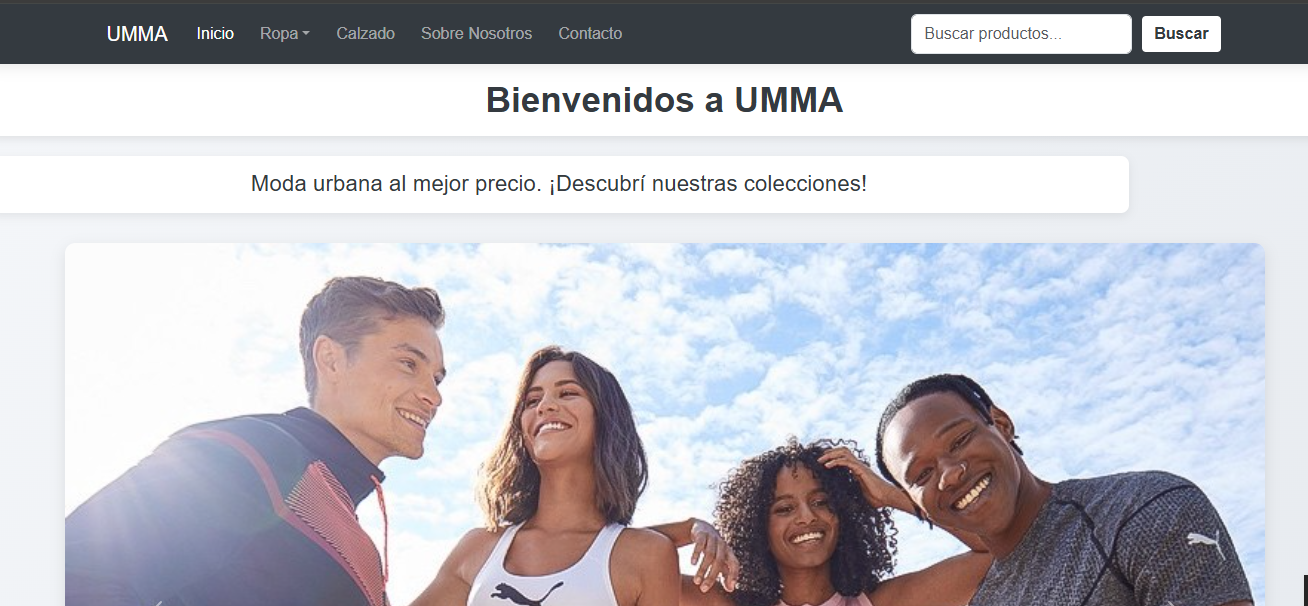 UMMA Inicio Ropa Calzado Sobre Nosotros Contacto Buscar productos... Buscar
Bienvenidos a UMMA
Moda urbana al mejor precio. ¡Descubrí nuestras colecciones!